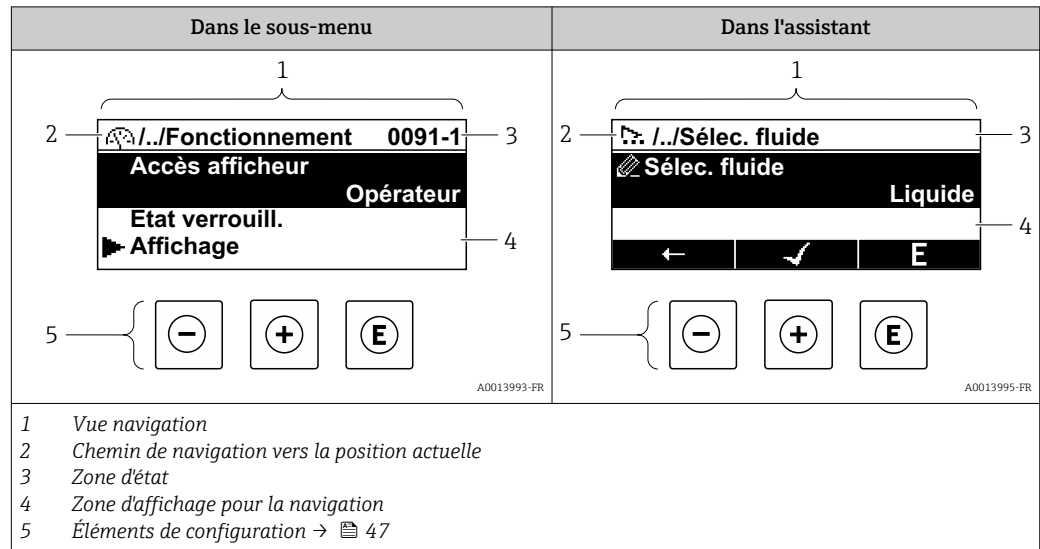 Dans le sous-menu
Dans l'assistant
1
2
/../Fonctionnement 0091-1
3
Accès afficheur
Opérateur
Etat verrouill.
Affichage
4
5
- + E
A0013993-FR
1
2
/../Sélec. fluide
3
Sélec. fluide
Liquide
4
← ✓ E
5
- + E
A0013995-FR
1 Vue navigation
2 Chemin de navigation vers la position actuelle
3 Zone d'état
4 Zone d'affichage pour la navigation
5 Éléments de configuration → 47